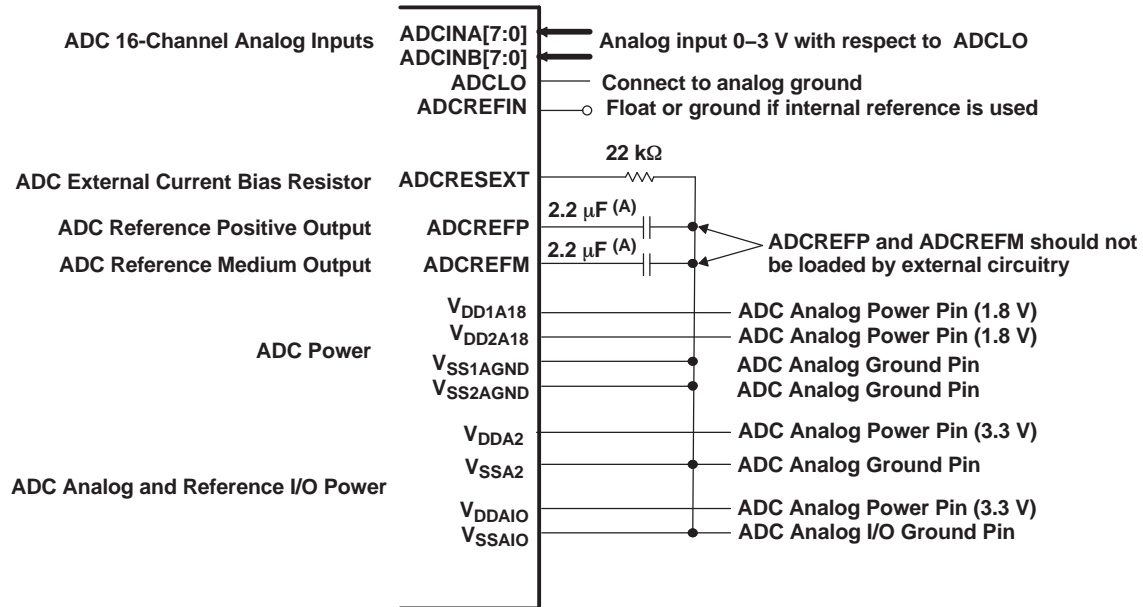 ADC 16-Channel Analog Inputs
ADCINA[7:0]
ADCINB[7:0]
Analog input 0–3 V with respect to ADCLO
ADCLO
Connect to analog ground
ADCREFIN
Float or ground if internal reference is used
22 kΩ
ADC External Current Bias Resistor
ADCRESEXT
2.2 μF (A)
ADC Reference Positive Output
ADCREFP
2.2 μF (A)
ADC Reference Medium Output
ADCREFM
ADCREFP and ADCREFM should not
be loaded by external circuitry
VDD1A18
ADC Analog Power Pin (1.8 V)
VDD2A18
ADC Analog Power Pin (1.8 V)
ADC Power
VSS1AGND
ADC Analog Ground Pin
VSS2AGND
ADC Analog Ground Pin
VDDA2
ADC Analog Power Pin (3.3 V)
VSSA2
ADC Analog Ground Pin
ADC Analog and Reference I/O Power
VDDAIO
ADC Analog Power Pin (3.3 V)
VSSAIO
ADC Analog I/O Ground Pin